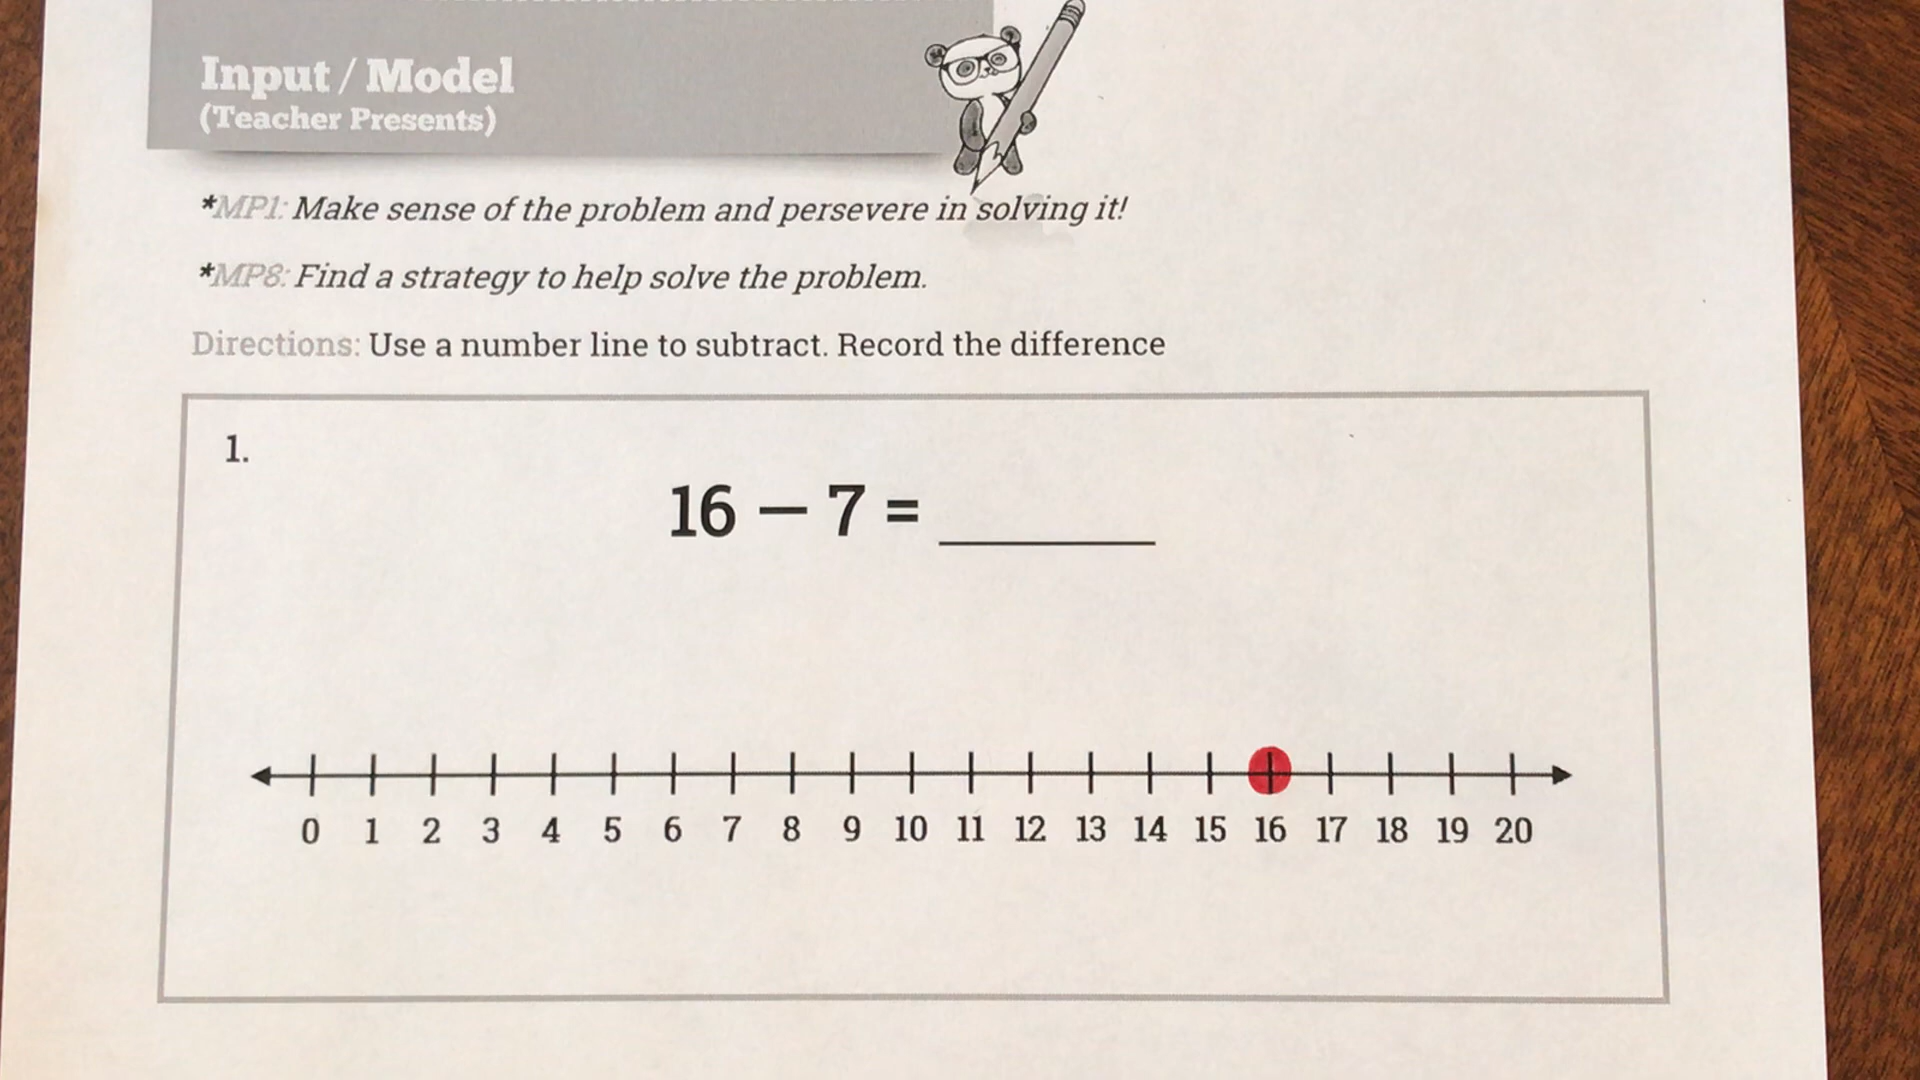 Input / Model
(Teacher Presents)
*MP1: Make sense of the problem and persevere in solving it!
*MP8: Find a strategy to help solve the problem.
Directions: Use a number line to subtract. Record the difference
1.
16 – 7 = ______
0 1 2 3 4 5 6 7 8 9 10 11 12 13 14 15 16 17 18 19 20